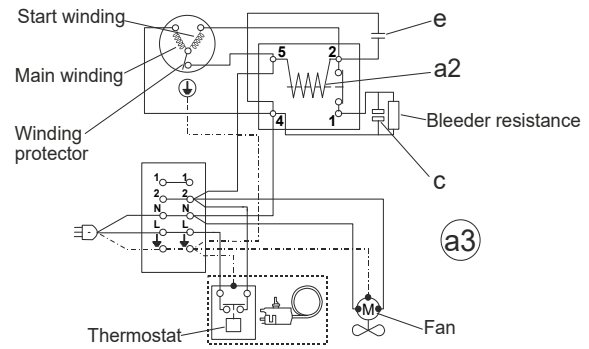 Start winding
e
5
2
Main winding
a2
4
1
Bleeder resistance
Winding
protector
c
1
1
2
2
N
N
L
L
a3
M
Thermostat
Fan